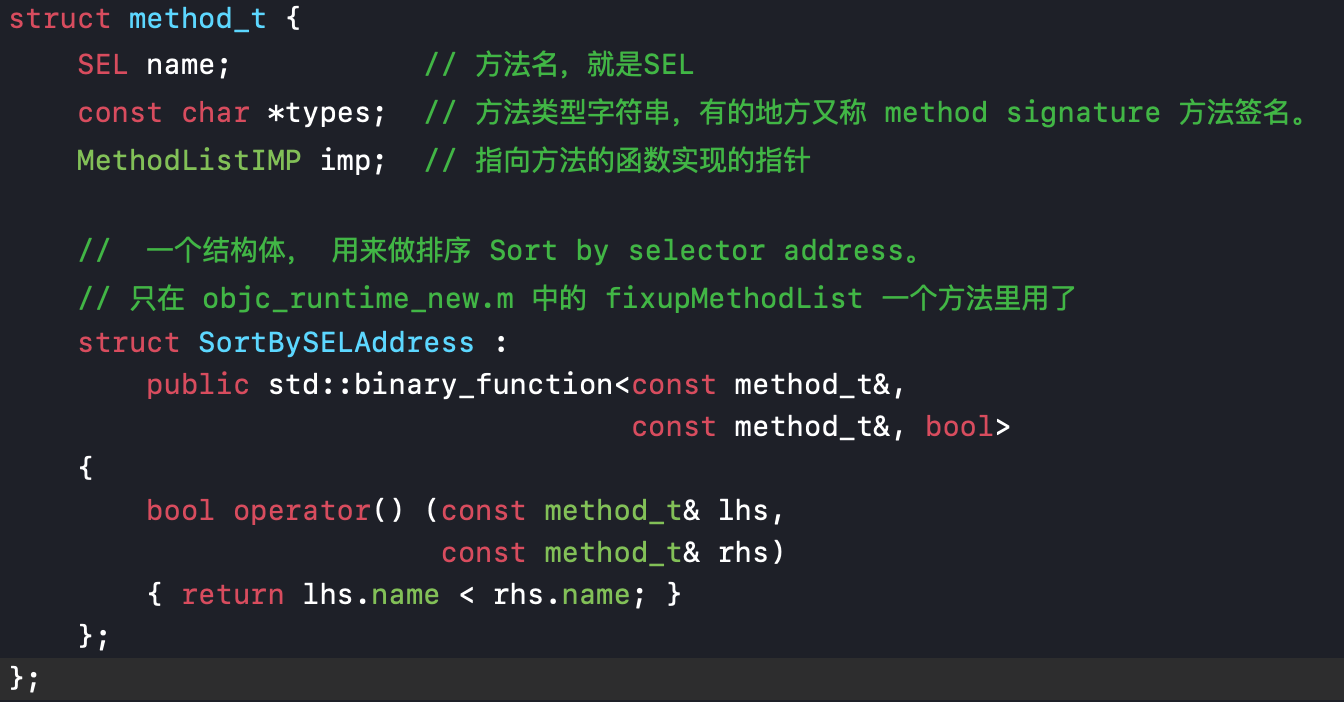 struct method_t {
    SEL name;           // 方法名，就是SEL
    const char *types;  // 方法类型字符串，有的地方又称 method signature 方法签名。
    MethodListIMP imp;  // 指向方法的函数实现的指针
    //  一个结构体， 用来做排序 Sort by selector address。
    // 只在 objc_runtime_new.m 中的 fixupMethodList 一个方法里用了
    struct SortBySELAddress :
        public std::binary_function<const method_t&,
                                    const method_t&, bool>
    {
        bool operator() (const method_t& lhs,
                         const method_t& rhs)
        { return lhs.name < rhs.name; }
    };
};